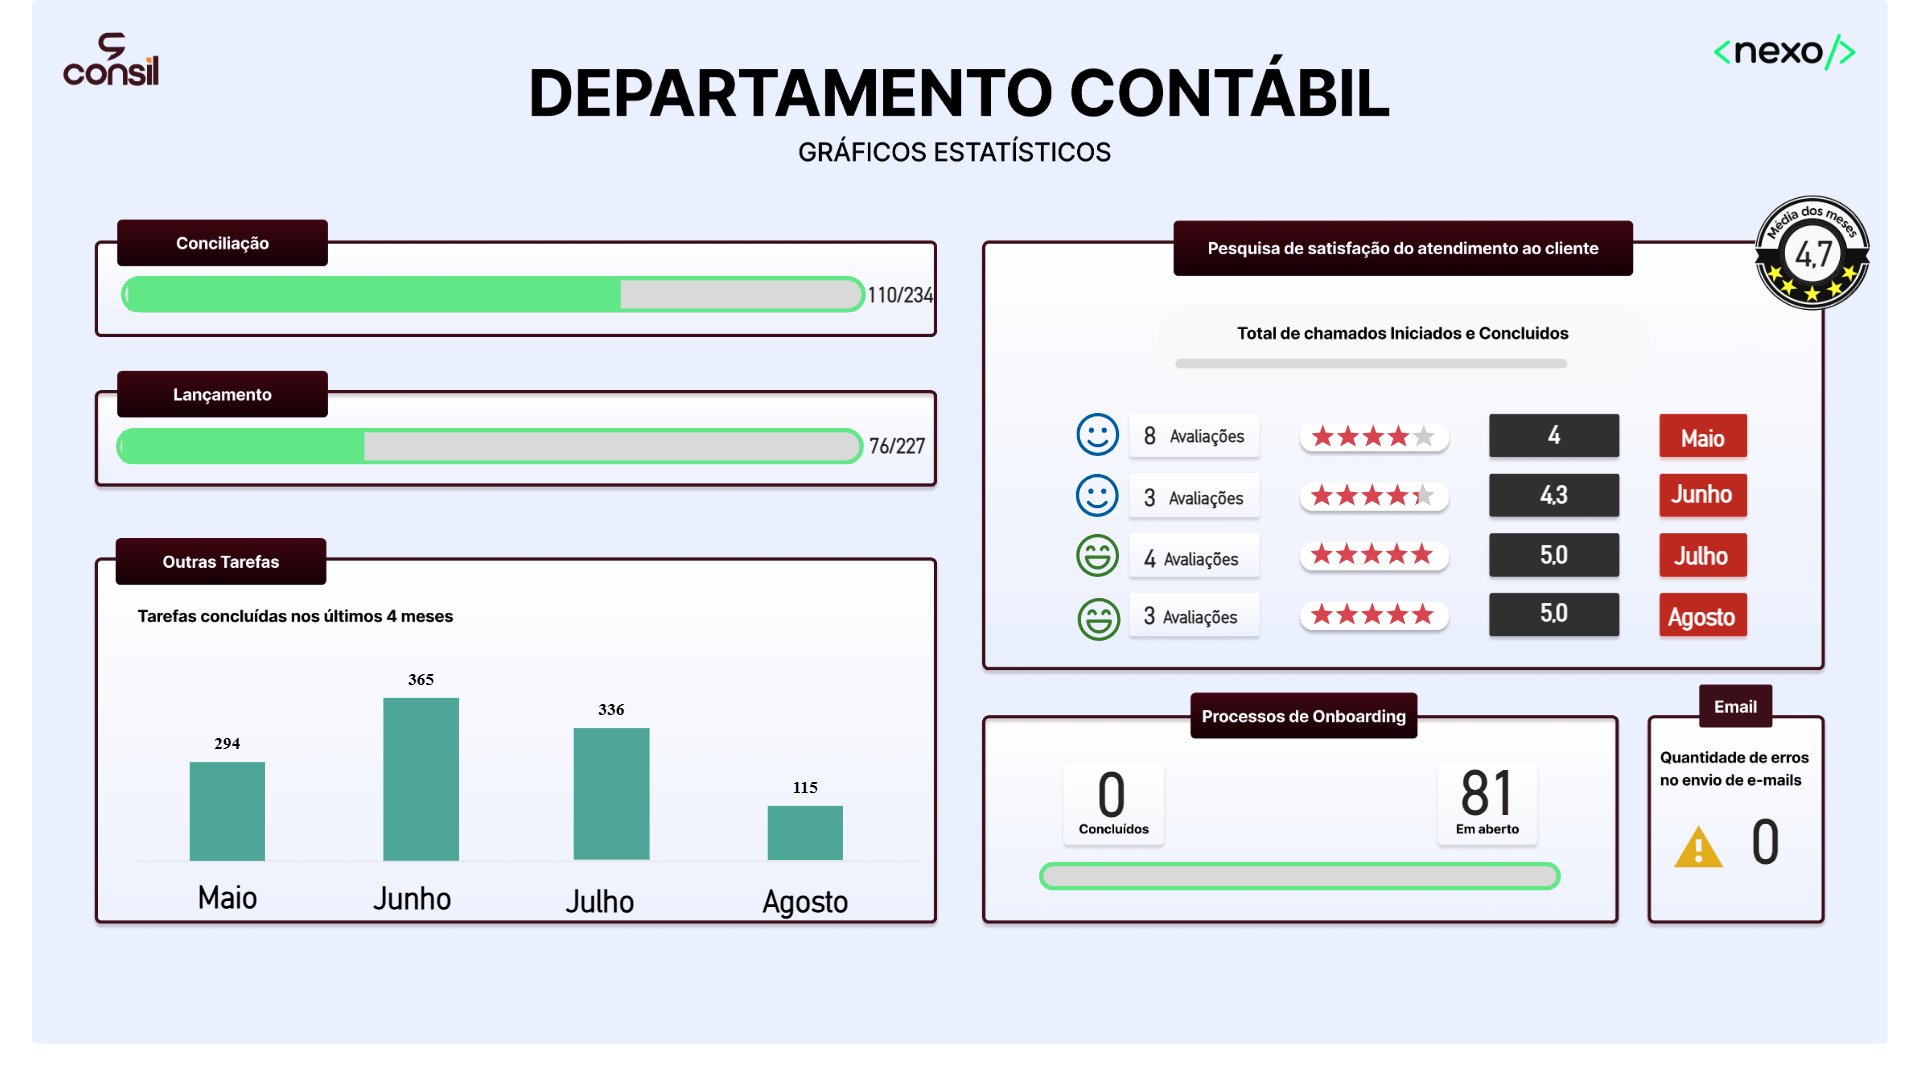 consil
<nexo/>
DEPARTAMENTO CONTÁBIL
GRÁFICOS ESTATÍSTICOS
Conciliação
110/234
Lançamento
76/227
Outras Tarefas
Tarefas concluídas nos últimos 4 meses
294
365
336
115
Maio
Junho
Julho
Agosto
Pesquisa de satisfação do atendimento ao cliente
Média dos meses
4,7
Total de chamados Iniciados e Concluidos
8 Avaliações 4 Maio
3 Avaliações 4,3 Junho
4 Avaliações 5,0 Julho
3 Avaliações 5,0 Agosto
Processos de Onboarding
0
Concluídos
81
Em aberto
Email
Quantidade de erros
no envio de e-mails
0